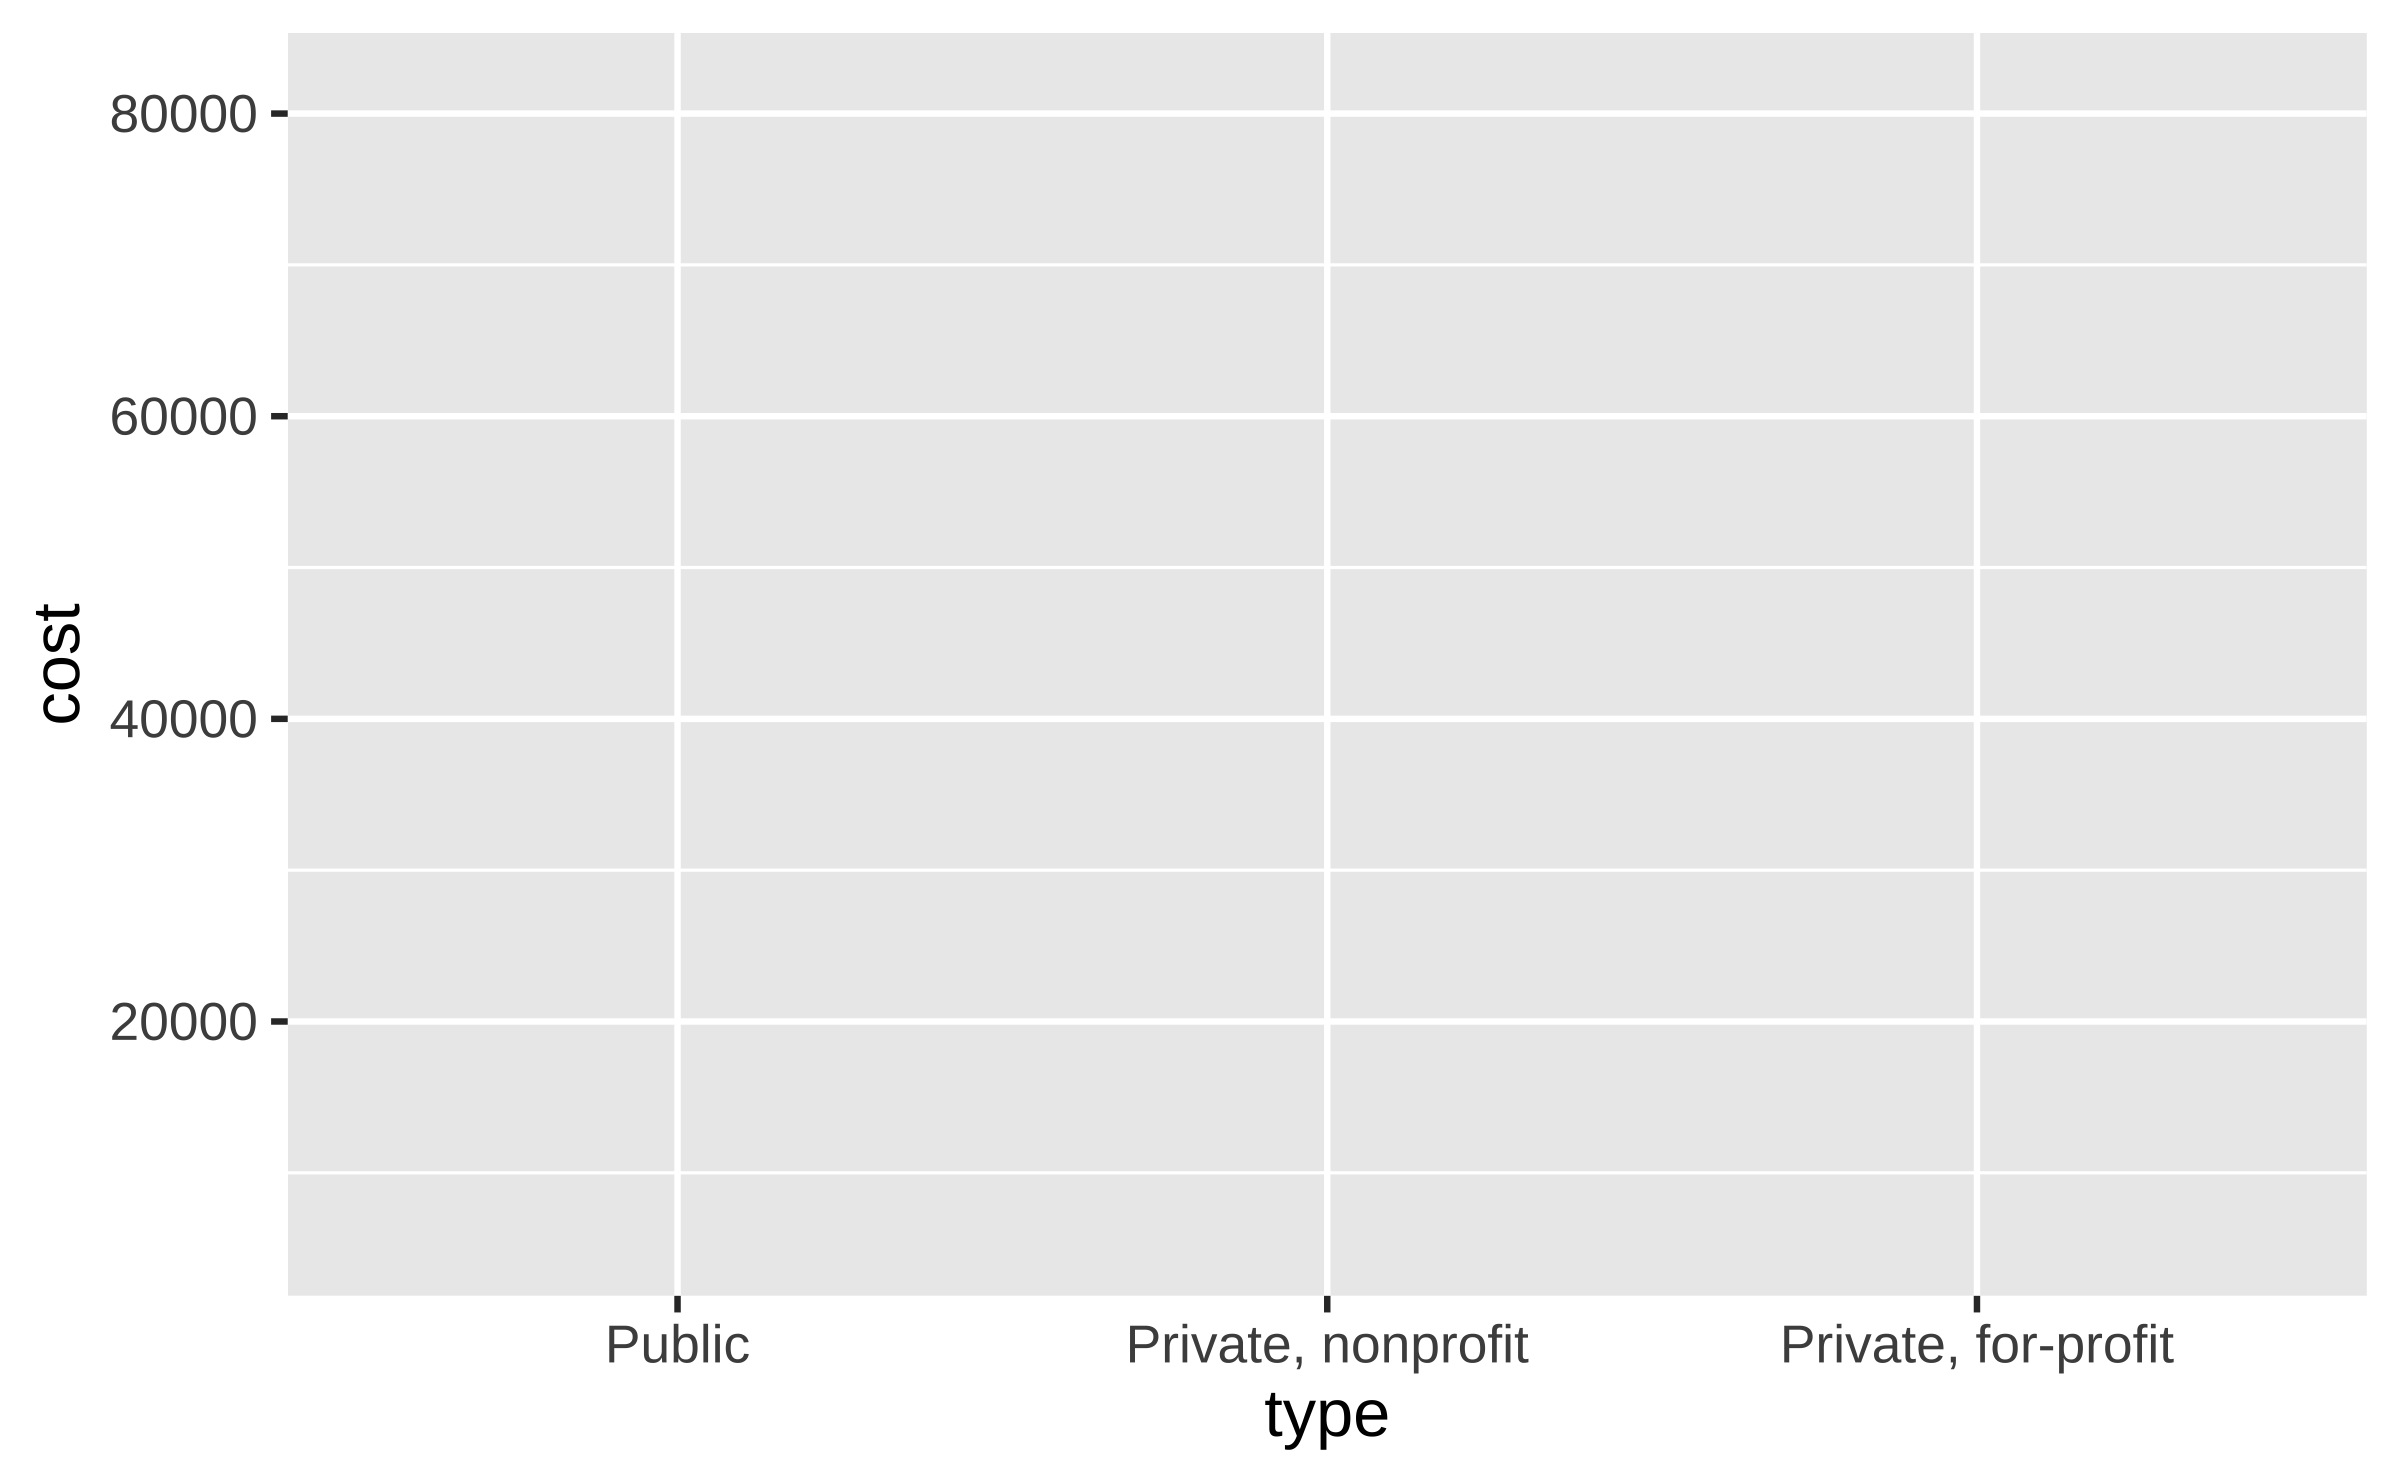 80000
60000
40000
20000
cost
Public
Private, nonprofit
Private, for-profit
type